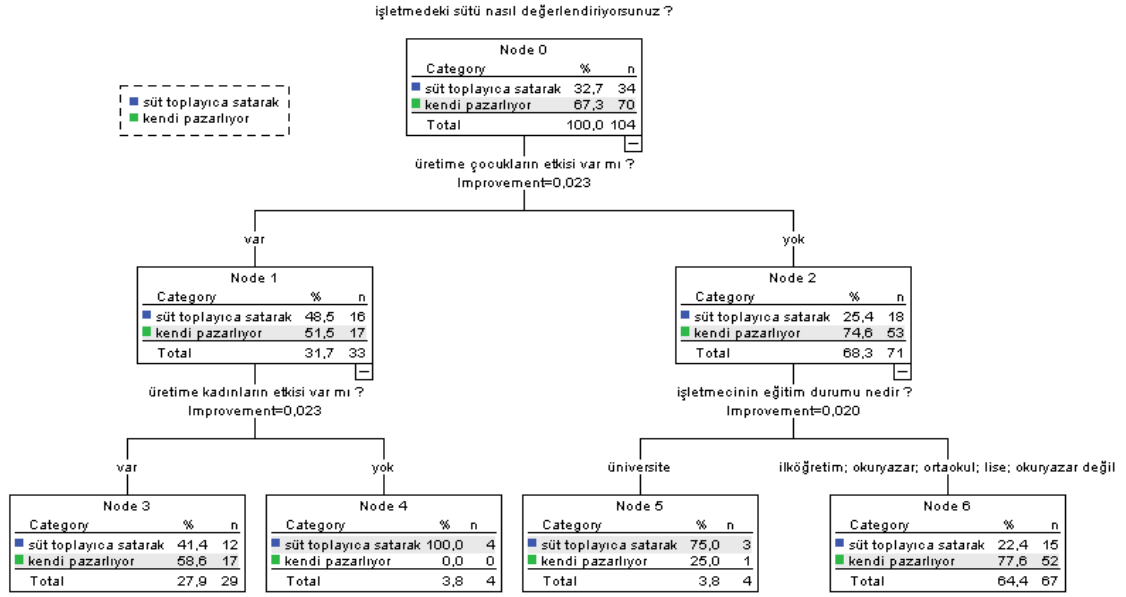 işletmedeki sütü nasıl değerlendiriyorsunuz ?
süt toplayıca satarak
kendi pazarlıyor
Node 0
Category % n
süt toplayıca satarak 32,7 34
kendi pazarlıyor 67,3 70
Total 100,0 104
üretime çocukların etkisi var mı ?
Improvement=0,023
var
yok
Node 1
Category % n
süt toplayıca satarak 48,5 16
kendi pazarlıyor 51,5 17
Total 31,7 33
Node 2
Category % n
süt toplayıca satarak 25,4 18
kendi pazarlıyor 74,6 53
Total 68,3 71
üretime kadınların etkisi var mı ?
Improvement=0,023
işletmecinin eğitim durumu nedir ?
Improvement=0,020
var
yok
üniversite
ilköğretim; okuryazar; ortaokul; lise; okuryazar değil
Node 3
Category % n
süt toplayıca satarak 41,4 12
kendi pazarlıyor 58,6 17
Total 27,9 29
Node 4
Category % n
süt toplayıca satarak 100,0 4
kendi pazarlıyor 0,0 0
Total 3,8 4
Node 5
Category % n
süt toplayıca satarak 75,0 3
kendi pazarlıyor 25,0 1
Total 3,8 4
Node 6
Category % n
süt toplayıca satarak 22,4 15
kendi pazarlıyor 77,6 52
Total 64,4 67